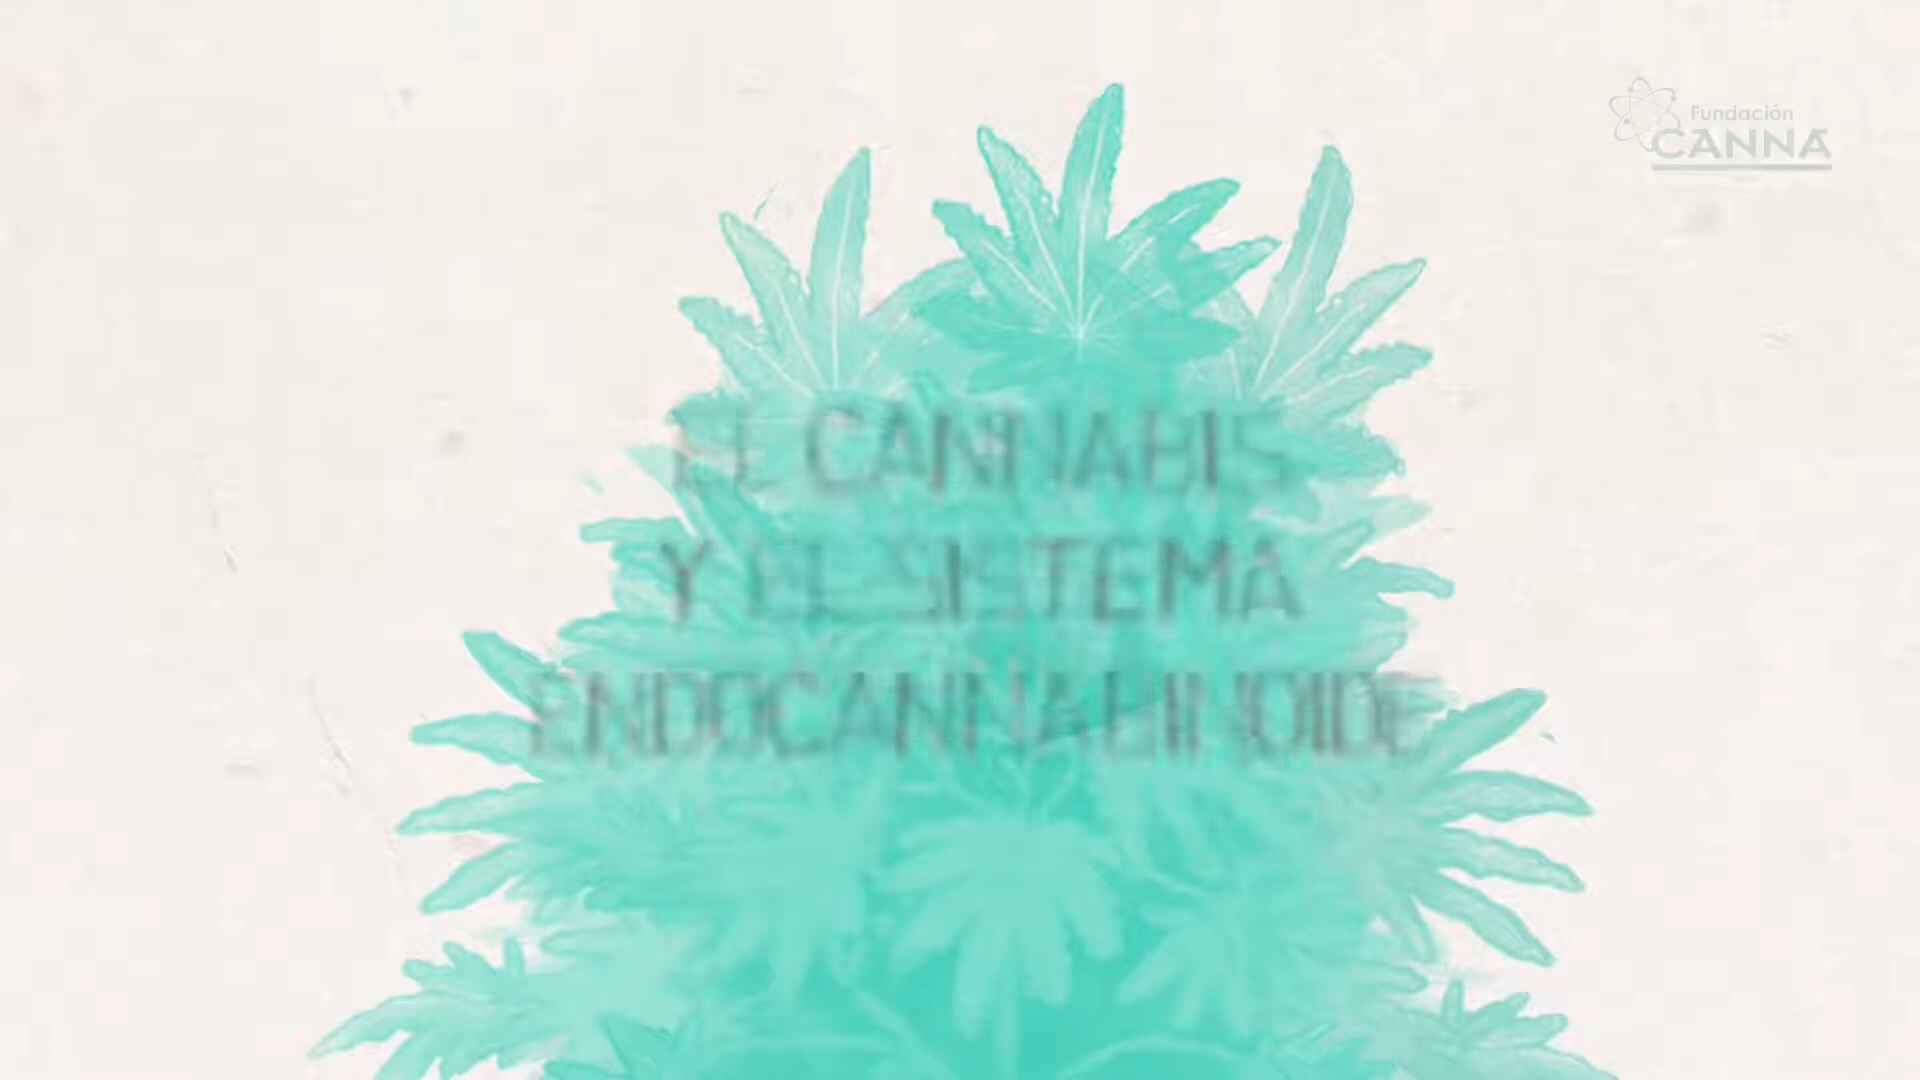 Fundación
CANNA
EL CANNABIS
Y EL SISTEMA
ENDOCANNABINOIDE